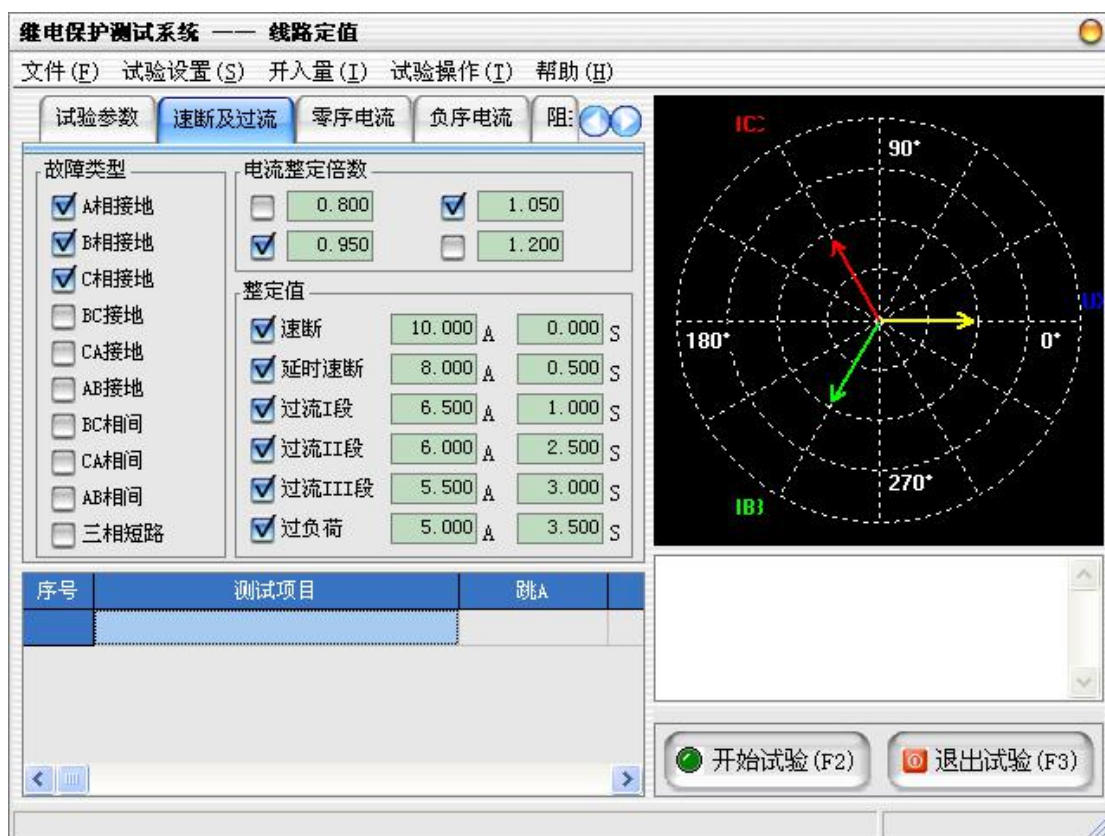 继电保护测试系统 —— 线路定值
文件(F) 试验设置(S) 开入量(I) 试验操作(T) 帮助(H)
试验参数 速断及过流 零序电流 负序电流 阻
故障类型
A相接地
B相接地
C相接地
BC接地
CA接地
AB接地
BC相间
CA相间
AB相间
三相短路
电流整定倍数
0.800 1.050
0.950 1.200
整定值
速断 10.000 A 0.000 S
延时速断 8.000 A 0.500 S
过流I段 6.500 A 1.000 S
过流II段 6.000 A 2.500 S
过流III段 5.500 A 3.000 S
过负荷 5.000 A 3.500 S
90°
180°
0°
270°
序号 测试项目 跳A
开始试验(F2) 退出试验(F3)